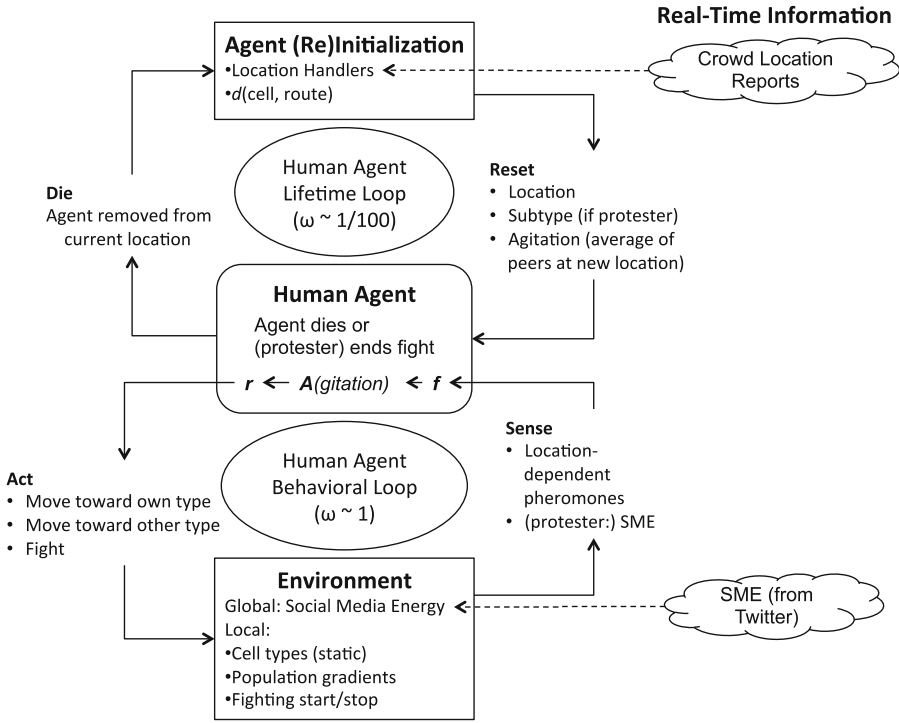 Real-Time Information
Crowd Location
Reports
Agent (Re)Initialization
•Location Handlers
•d(cell, route)
Human Agent
Lifetime Loop
(ω ~ 1/100)
Die
Agent removed from
current location
Reset
• Location
• Subtype (if protester)
• Agitation (average of
peers at new location)
Human Agent
Agent dies or
(protester) ends fight
r A(gitation) f
Human Agent
Behavioral Loop
(ω ~ 1)
Sense
• Location-
dependent
pheromones
• (protester:) SME
Act
• Move toward own type
• Move toward other type
• Fight
Environment
Global: Social Media Energy
Local:
•Cell types (static)
•Population gradients
•Fighting start/stop
SME (from
Twitter)